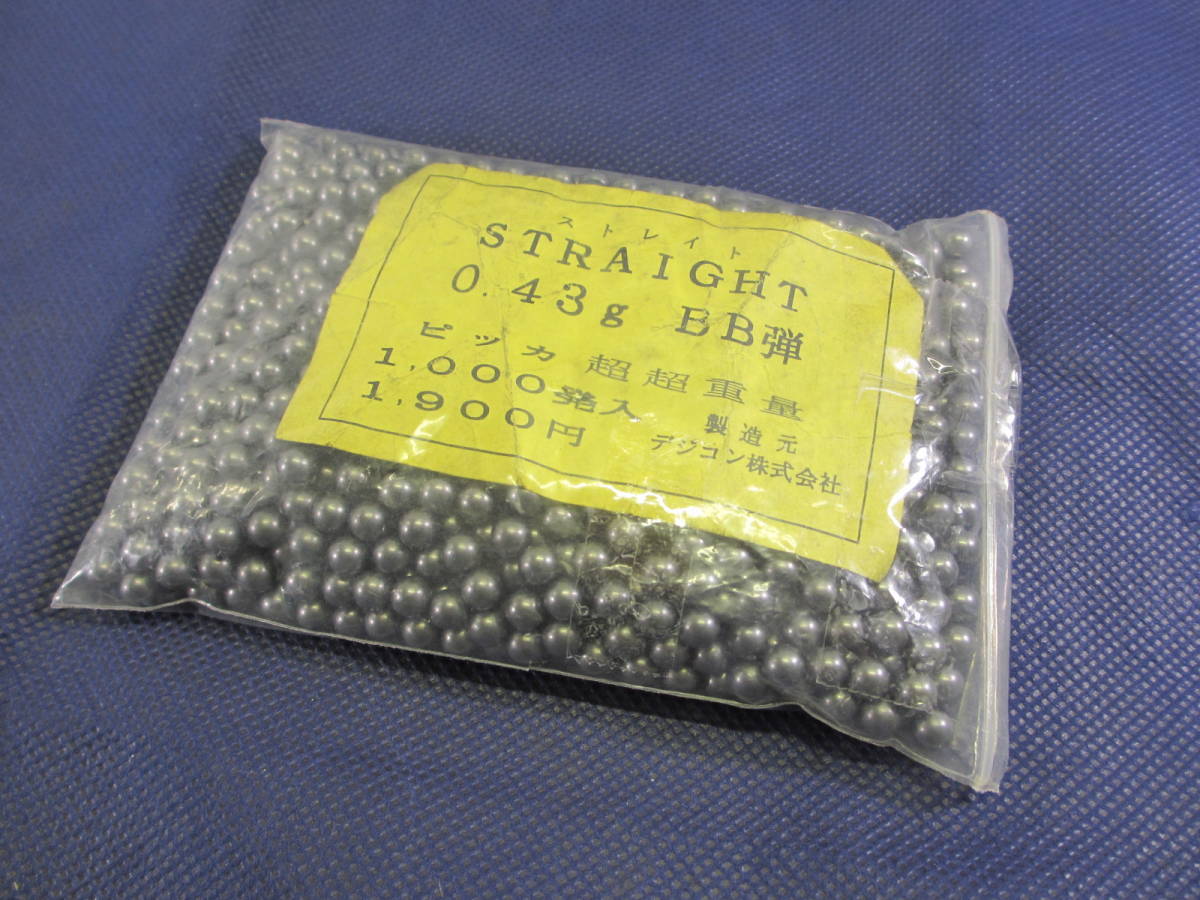 ストレイト
STRAIGHT
0.43g BB弾
ピッカ 超超重量
1,000発入
1,900円
製造元
デジコン株式会社